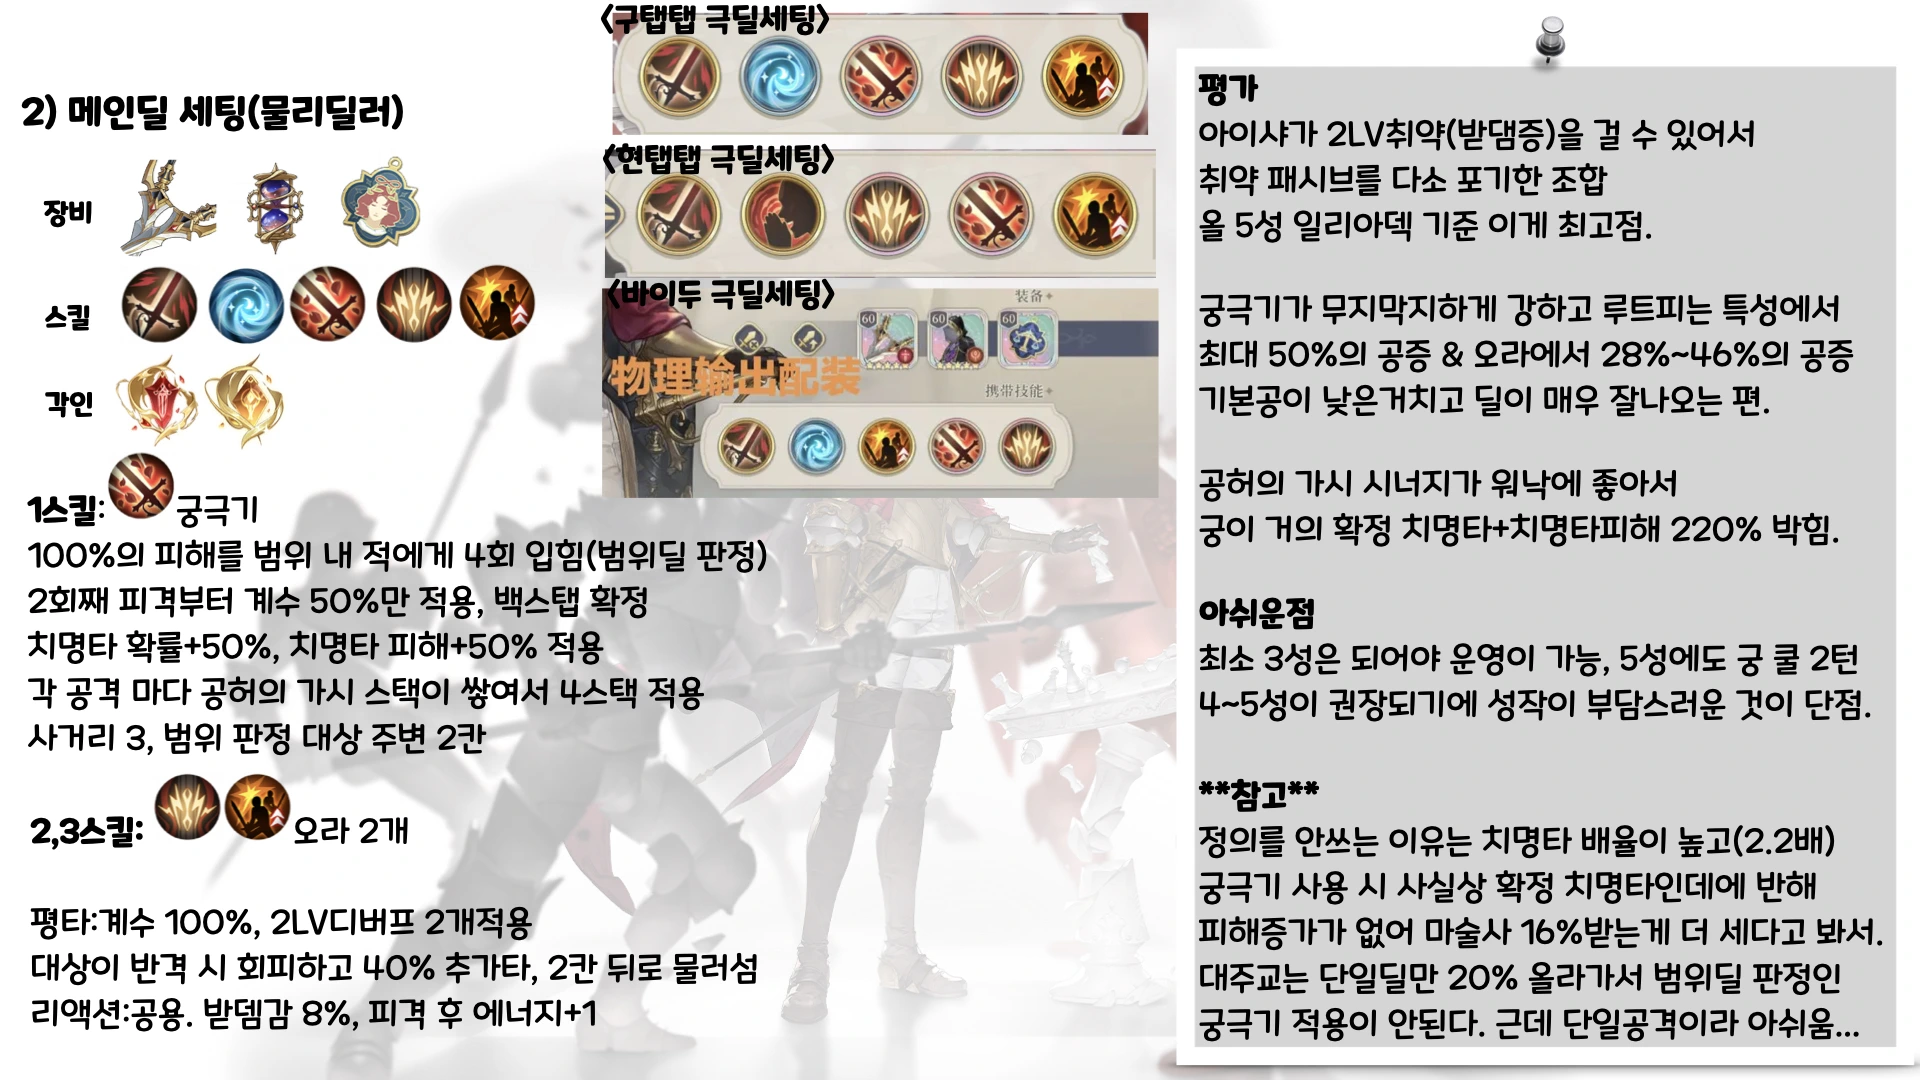 2) 메인딜 세팅(물리딜러)
장비
스킬
각인
1스킬: 궁극기
100%의 피해를 범위 내 적에게 4회 입힘(범위딜 판정)
2회째 피격부터 계수 50%만 적용, 백스탭 확정
치명타 확률+50%, 치명타 피해+50% 적용
각 공격 마다 공허의 가시 스택이 쌓여서 4스택 적용
사거리 3, 범위 판정 대상 주변 2칸
2,3스킬: 오라 2개
평타:계수 100%, 2LV디버프 2개적용
대상이 반격 시 회피하고 40% 추가타, 2칸 뒤로 물러섬
리액션:공용. 받뎀감 8%, 피격 후 에너지+1
<구탭탭 극딜세팅>
<현탭탭 극딜세팅>
<바이두 극딜세팅>
装备
60
60
60
物理输出配装
携带技能
평가
아이샤가 2LV취약(받댐증)을 걸 수 있어서
취약 패시브를 다소 포기한 조합
올 5성 일리아덱 기준 이게 최고점.
궁극기가 무지막지하게 강하고 루트피는 특성에서
최대 50%의 공증 & 오라에서 28%~46%의 공증
기본공이 낮은거치고 딜이 매우 잘나오는 편.
공허의 가시 시너지가 워낙에 좋아서
궁이 거의 확정 치명타+치명타피해 220% 박힘.
아쉬운점
최소 3성은 되어야 운영이 가능, 5성에도 궁 쿨 2턴
4~5성이 권장되기에 성작이 부담스러운 것이 단점.
**참고**
정의를 안쓰는 이유는 치명타 배율이 높고(2.2배)
궁극기 사용 시 사실상 확정 치명타인데에 반해
피해증가가 없어 마술사 16%받는게 더 세다고 봐서.
대주교는 단일딜만 20% 올라가서 범위딜 판정인
궁극기 적용이 안된다. 근데 단일공격이라 아쉬움...